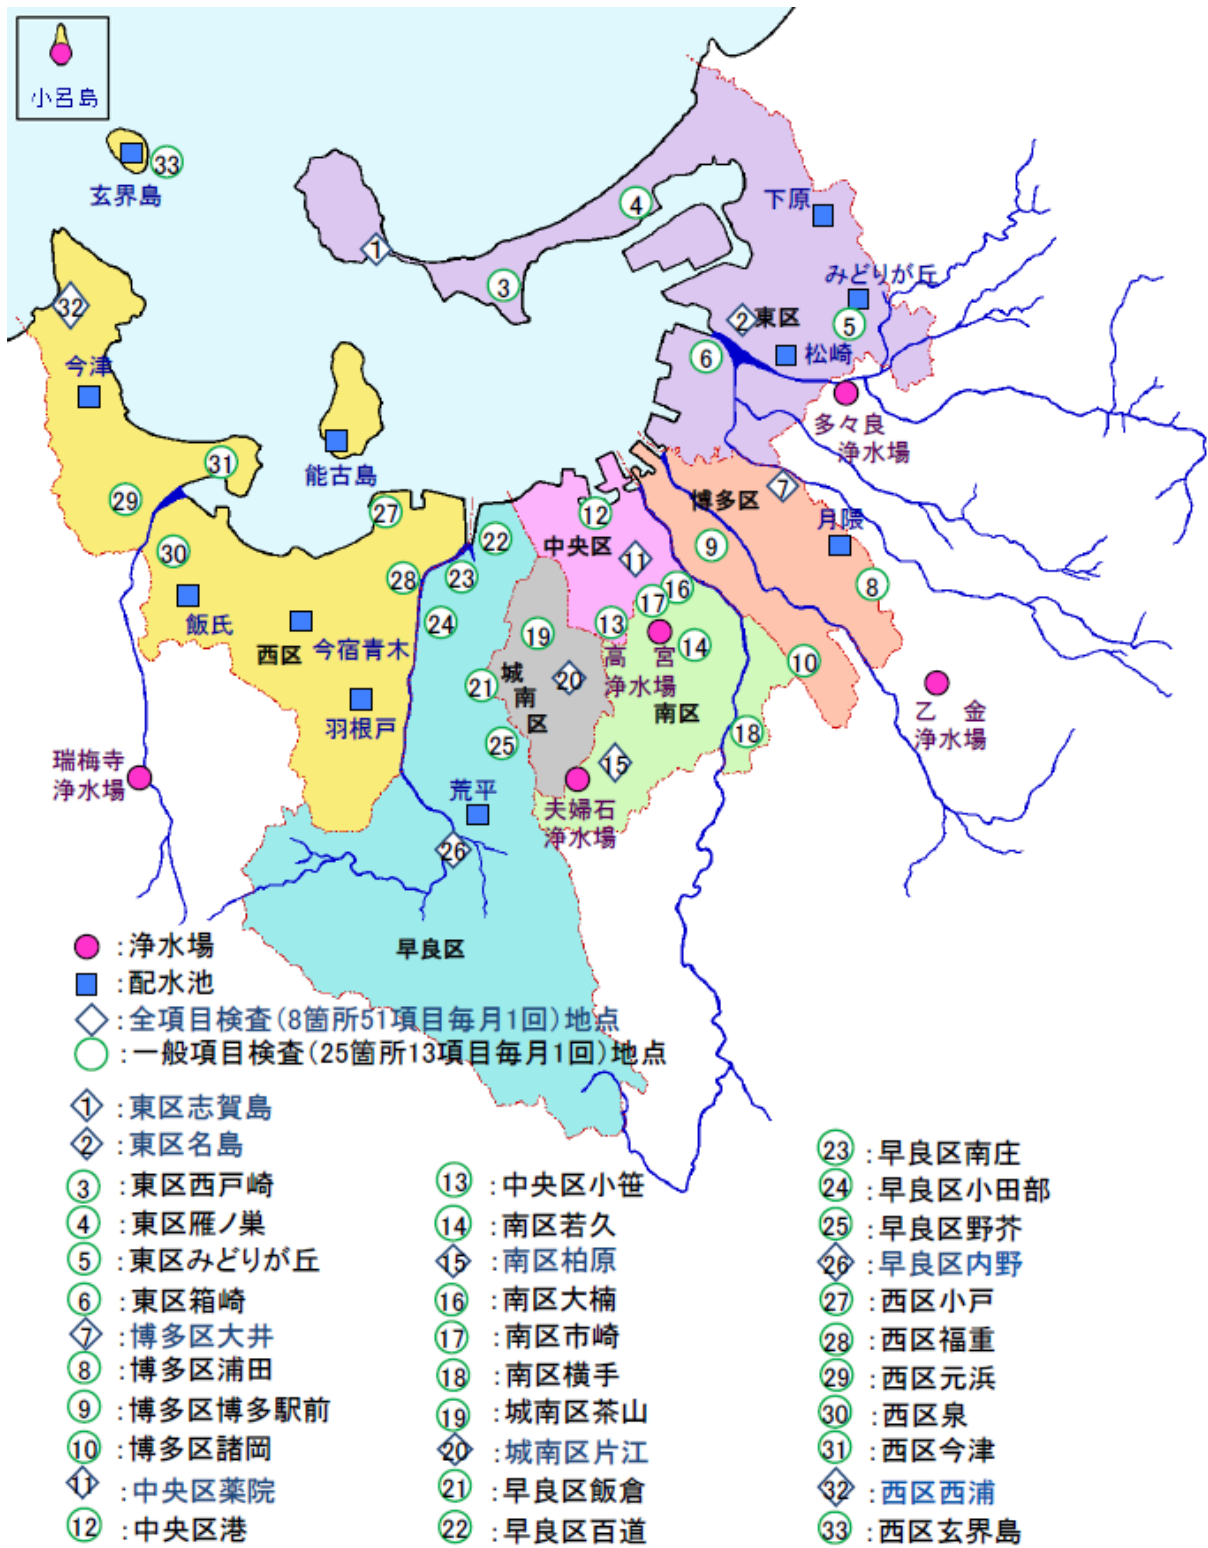 小呂島
33
玄界島
4
下原
1
3
みどりが丘
32
2
東区
5
今津
6
松崎
多々良
浄水場
能古島
31
29
27
12
博多区
7
月隈
30
22
中央区
11
9
28
23
16
8
飯氏
24
17
13
19
西区
今宿青木
高宮
浄水場
14
10
城南区
20
21
南区
乙金
浄水場
羽根戸
25
15
18
瑞梅寺
浄水場
荒平
夫婦石
浄水場
26
早良区
:浄水場
:配水池
:全項目検査(8箇所51項目毎月1回)地点
:一般項目検査(25箇所13項目毎月1回)地点
1:東区志賀島
2:東区名島
3:東区西戸崎
4:東区雁ノ巣
5:東区みどりが丘
6:東区箱崎
7:博多区大井
8:博多区浦田
9:博多区博多駅前
10:博多区諸岡
11:中央区薬院
12:中央区港
13:中央区小笹
14:南区若久
15:南区柏原
16:南区大楠
17:南区市崎
18:南区横手
19:城南区茶山
20:城南区片江
21:早良区飯倉
22:早良区百道
23:早良区南庄
24:早良区小田部
25:早良区野芥
26:早良区内野
27:西区小戸
28:西区福重
29:西区元浜
30:西区泉
31:西区今津
32:西区西浦
33:西区玄界島